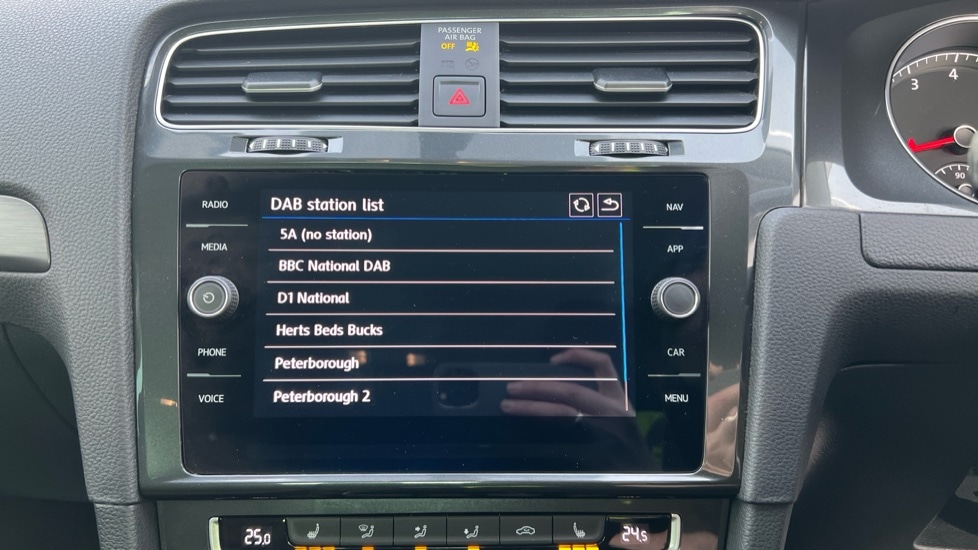 PASSENGER
AIR BAG
OFF
3
4
90
RADIO
MEDIA
PHONE
VOICE
DAB station list
5A (no station)
BBC National DAB
D1 National
Herts Beds Bucks
Peterborough
Peterborough 2
NAV
APP
CAR
MENU
25.0
24.5